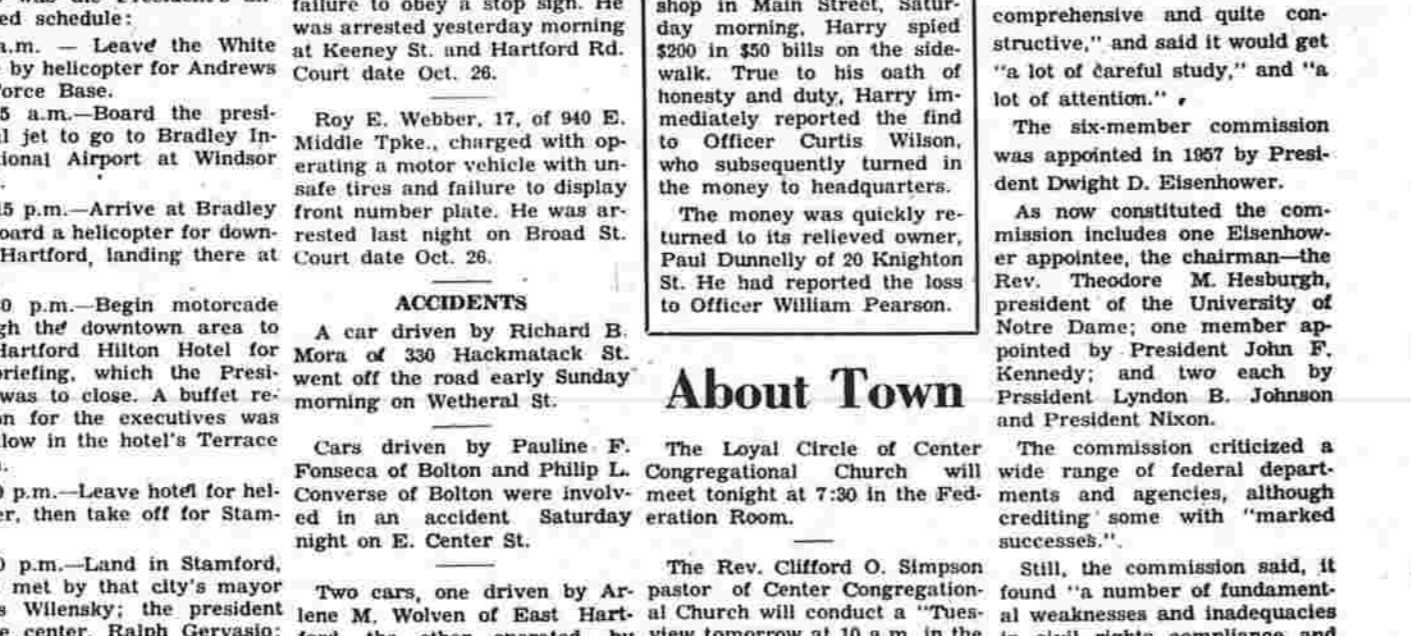 ed schedule:
a.m. — Leave the White
by helicopter for Andrews
orce Base.
5 a.m.—Board the presi-
l jet to go to Bradley In-
tional Airport at Windsor
5 p.m.—Arrive at Bradley
oard a helicopter for down-
Hartford, landing there at
0 p.m.—Begin motorcade
gh the downtown area to
Hartford Hilton Hotel for
riefing, which the Presi-
was to close. A buffet re-
on for the executives was
low in the hotel's Terrace
p.m.—Leave hotel for hel-
er, then take off for Stam-
p.m.—Land in Stamford,
met by that city's mayor
s Wilensky; the president
center, Ralph Gervasio;
failure to obey a stop sign. He
was arrested yesterday morning
at Keeney St. and Hartford Rd.
Court date Oct. 26.
Roy E. Webber, 17, of 940 E.
Middle Tpke., charged with op-
erating a motor vehicle with un-
safe tires and failure to display
front number plate. He was ar-
rested last night on Broad St.
Court date Oct. 26.
ACCIDENTS
A car driven by Richard B.
Mora of 330 Hackmatack St.
went off the road early Sunday
morning on Wetheral St.
Cars driven by Pauline F.
Fonseca of Bolton and Philip L.
Converse of Bolton were involv-
ed in an accident Saturday
night on E. Center St.
Two cars, one driven by Ar-
lene M. Wolven of East Hart-
ford, the other operated by
shop in Main Street, Satur-
day morning, Harry spied
$200 in $50 bills on the side-
walk. True to his oath of
honesty and duty, Harry im-
mediately reported the find
to Officer Curtis Wilson,
who subsequently turned in
the money to headquarters.
The money was quickly re-
turned to its relieved owner,
Paul Dunnelly of 20 Knighton
St. He had reported the loss
to Officer William Pearson.
About Town
The Loyal Circle of Center
Congregational Church will
meet tonight at 7:30 in the Fed-
eration Room.
The Rev. Clifford O. Simpson
pastor of Center Congregation-
al Church will conduct a "Tues-
view tomorrow at 10 a.m. in the
comprehensive and quite con-
structive," and said it would get
"a lot of careful study," and "a
lot of attention."
The six-member commission
was appointed in 1957 by Presi-
dent Dwight D. Eisenhower.
As now constituted the com-
mission includes one Eisenhow-
er appointee, the chairman—the
Rev. Theodore M. Hesburgh,
president of the University of
Notre Dame; one member ap-
pointed by President John F.
Kennedy; and two each by
Prssident Lyndon B. Johnson
and President Nixon.
The commission criticized a
wide range of federal depart-
ments and agencies, although
crediting some with "marked
successes."
Still, the commission said, it
found "a number of fundament-
al weaknesses and inadequacies
in civil rights compliance and